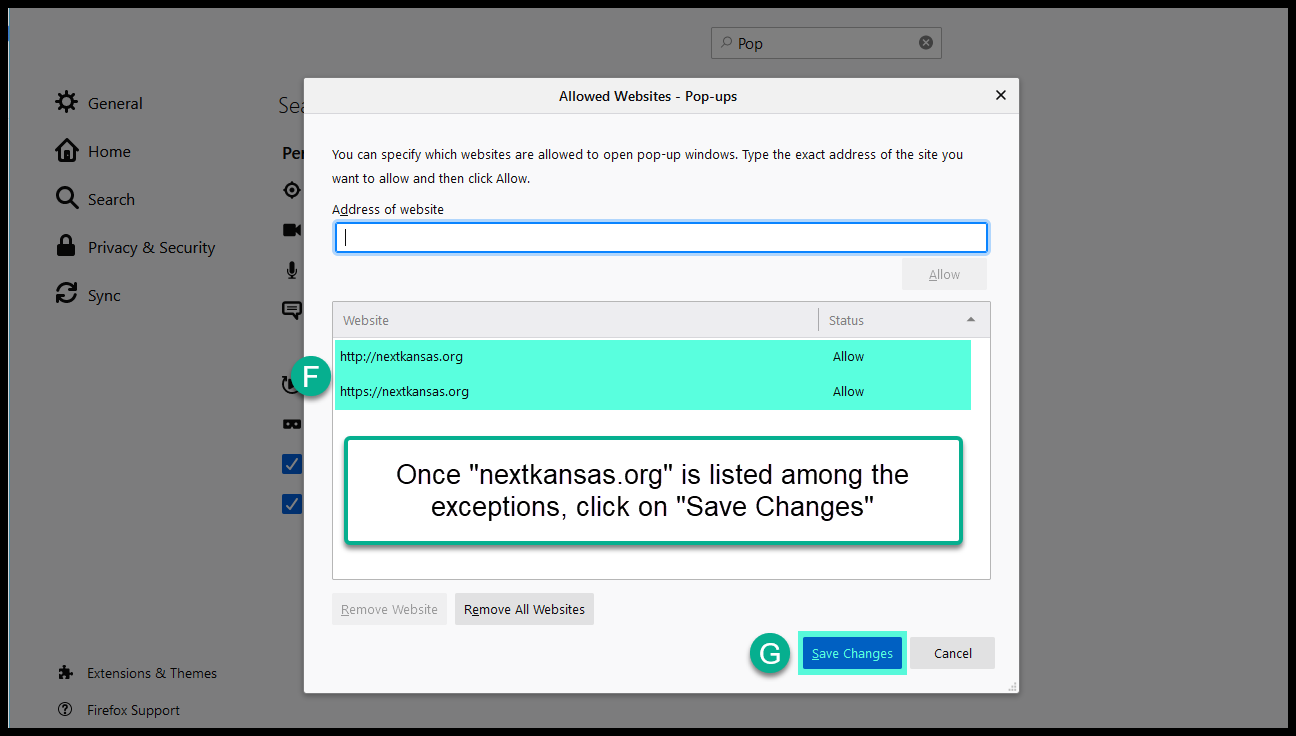 Pop
General
Home
Search
Privacy & Security
Sync
Extensions & Themes
Firefox Support
Sea
Per
Allowed Websites - Pop-ups
You can specify which websites are allowed to open pop-up windows. Type the exact address of the site you
want to allow and then click Allow.
Address of website
Allow
Website Status
http://nextkansas.org Allow
https://nextkansas.org Allow
F
Once "nextkansas.org" is listed among the
exceptions, click on "Save Changes"
Remove Website Remove All Websites
G
Save Changes Cancel